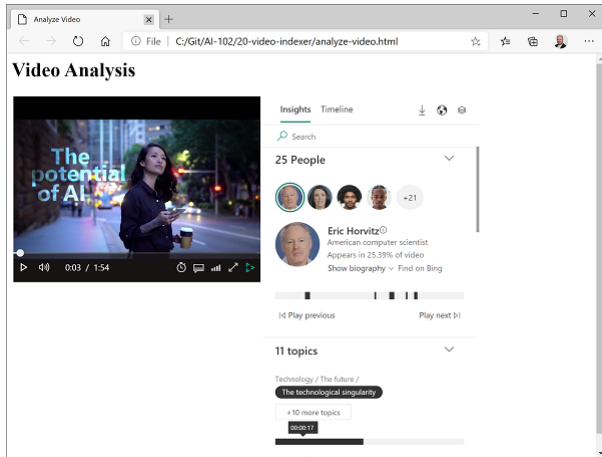 Analyze Video
File | C:/Git/AI-102/20-video-indexer/analyze-video.html
Video Analysis
The
potential
of AI
0:03 / 1:54
Insights Timeline
Search
25 People
+21
Eric Horvitz
American computer scientist
Appears in 25.39% of video
Show biography Find on Bing
Play previous Play next
11 topics
Technology / The future /
The technological singularity
+10 more topics
00:00:17